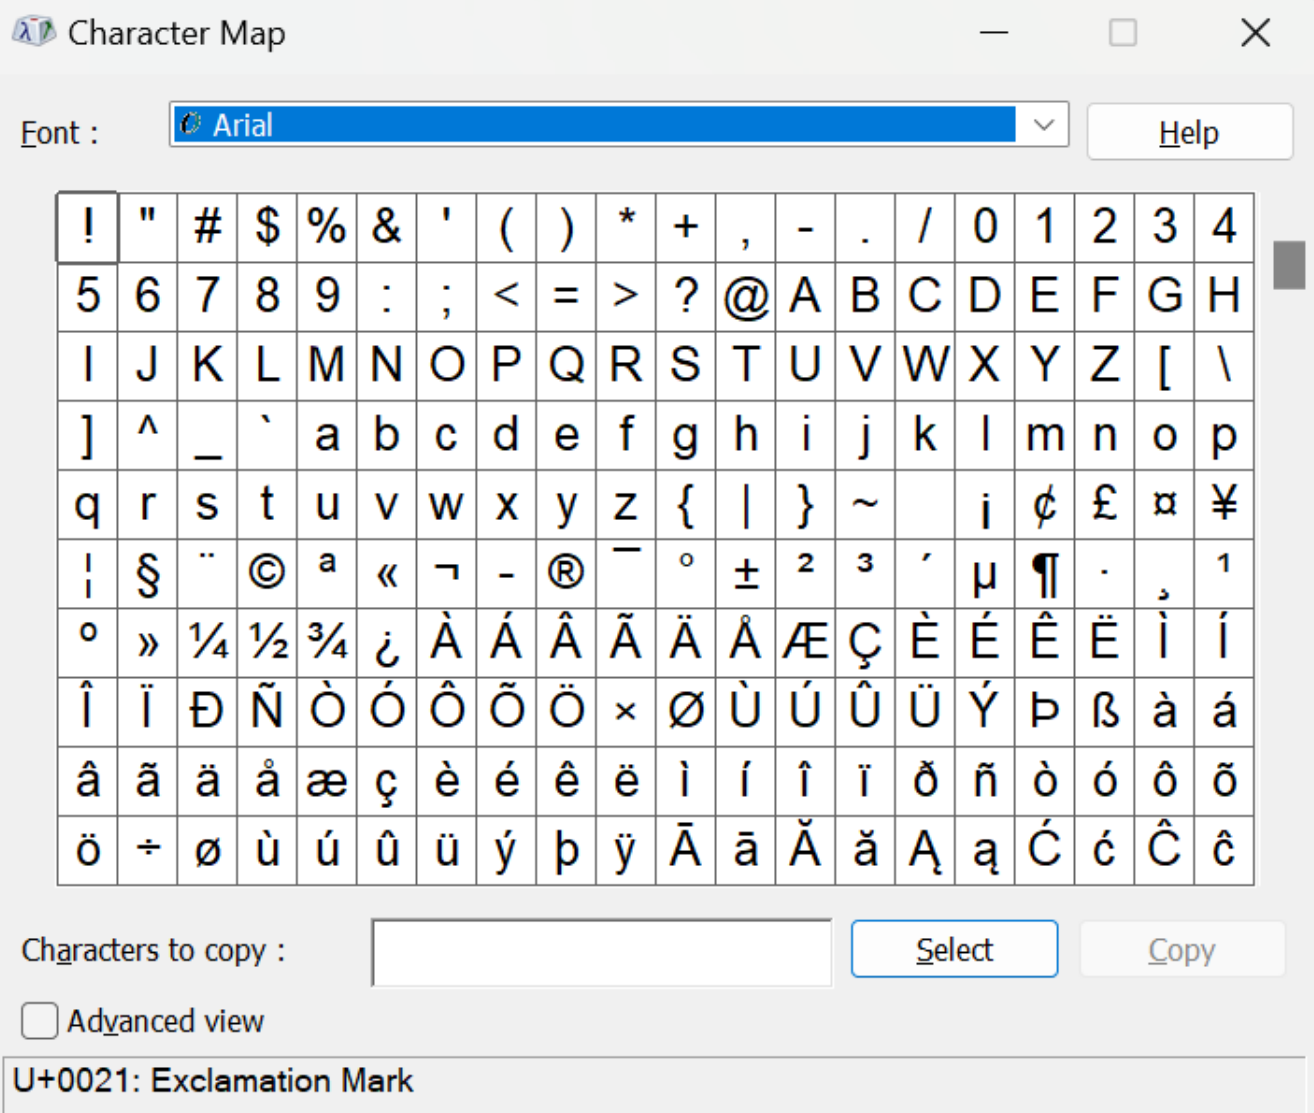 Character Map
Font : Arial Help
! " # $ % & ' ( ) * + , - . / 0 1 2 3 4
5 6 7 8 9 : ; < = > ? @ A B C D E F G H
I J K L M N O P Q R S T U V W X Y Z [ \
] ^ _ ` a b c d e f g h i j k l m n o p
q r s t u v w x y z { | } ~ ¡ ¢ £ ¤ ¥
¦ § ¨ © ª « ¬ - ® ¯ ° ± ² ³ ´ µ ¶ · ¸ ¹
º » ¼ ½ ¾ ¿ À Á Â Ã Ä Å Æ Ç È É Ê Ë Ì Í
Î Ï Ð Ñ Ò Ó Ô Õ Ö × Ø Ù Ú Û Ü Ý Þ ß à á
â ã ä å æ ç è é ê ë ì í î ï ð ñ ò ó ô õ
ö ÷ ø ù ú û ü ý þ ÿ Ā ā Ă ă Ą ą Ć ć Ĉ ĉ
Characters to copy : Select Copy
Advanced view
U+0021: Exclamation Mark